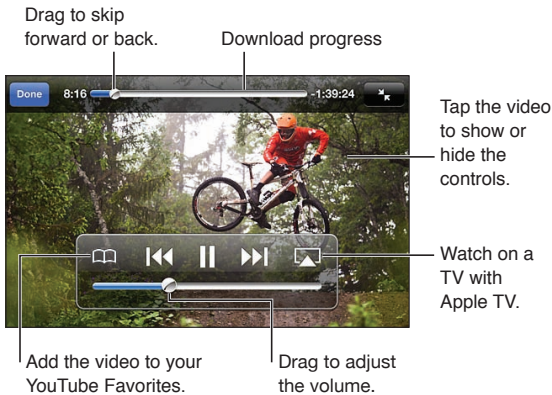 Drag to skip
forward or back.
Download progress
Done 8:16 -1:39:24
Tap the video
to show or
hide the
controls.
Watch on a
TV with
Apple TV.
Add the video to your
YouTube Favorites.
Drag to adjust
the volume.